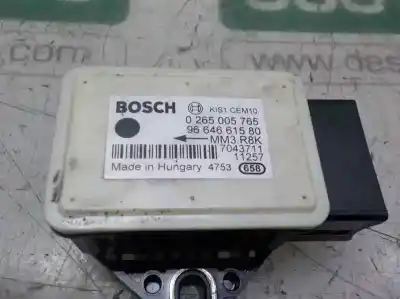 BOSCH KIS1 CEM10
0 265 005 765
96 646 615 80
MM3.R8K
7043711
11257
Made in Hungary 4753 658